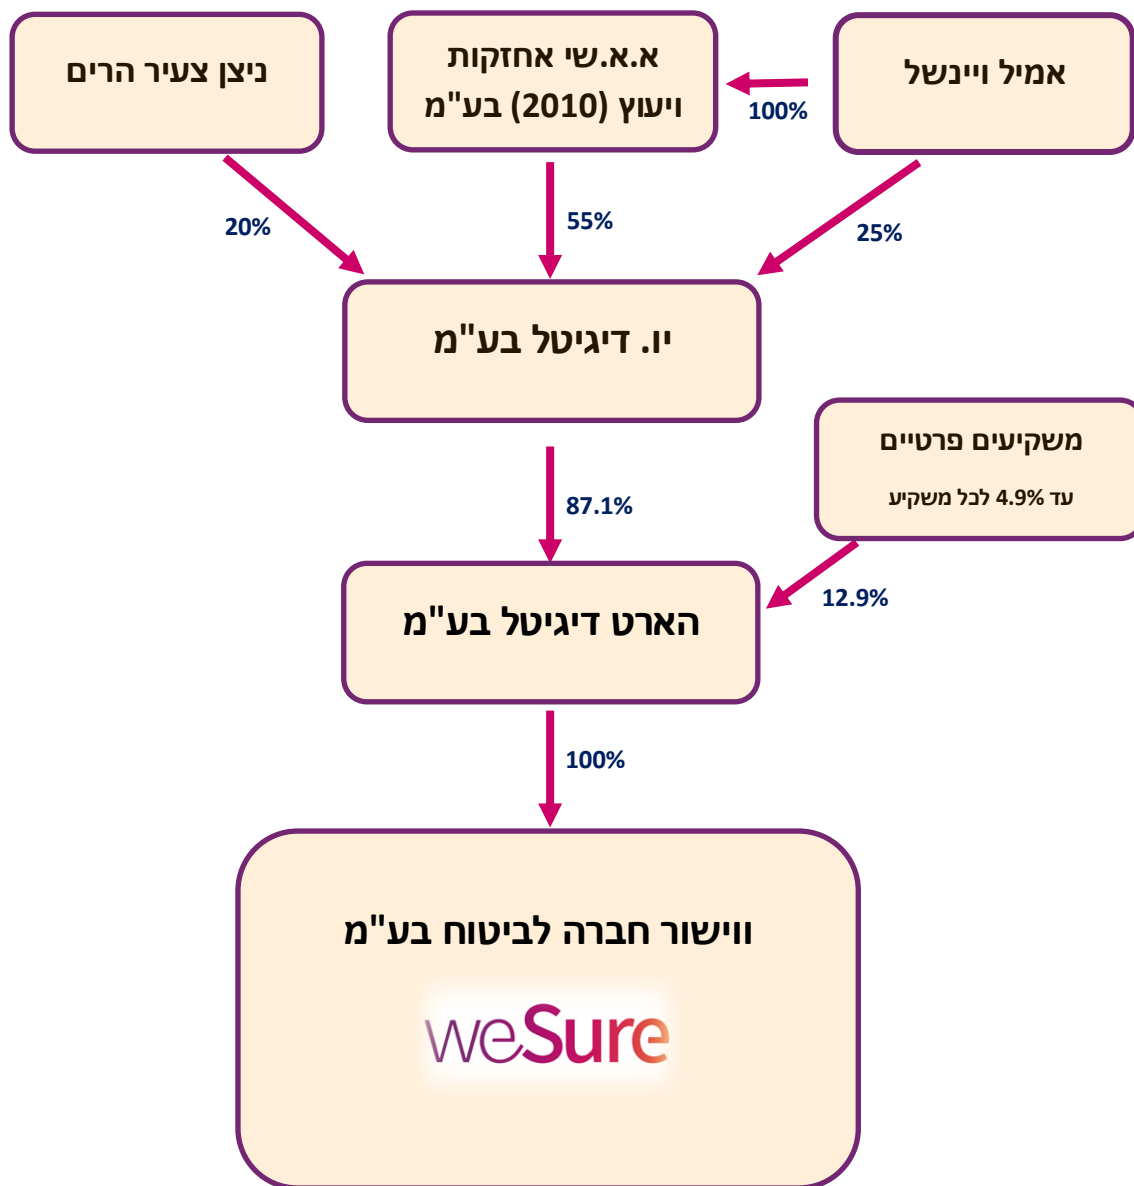 אמיל ויינשל
א.א.שי אחזקות
ויעוץ (2010) בע"מ
ניצן צעיר הרים
100%
25%
55%
20%
יו. דיגיטל בע"מ
משקיעים פרטיים
עד 4.9% לכל משקיע
87.1%
12.9%
הארט דיגיטל בע"מ
100%
ווישור חברה לביטוח בע"מ
weSure